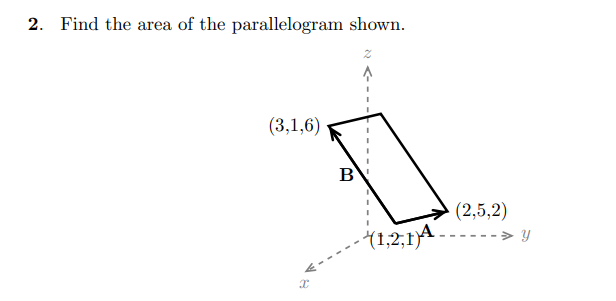 2. Find the area of the parallelogram shown.
z
(3,1,6)
B
(2,5,2)
(1,2,1)
A
y
x